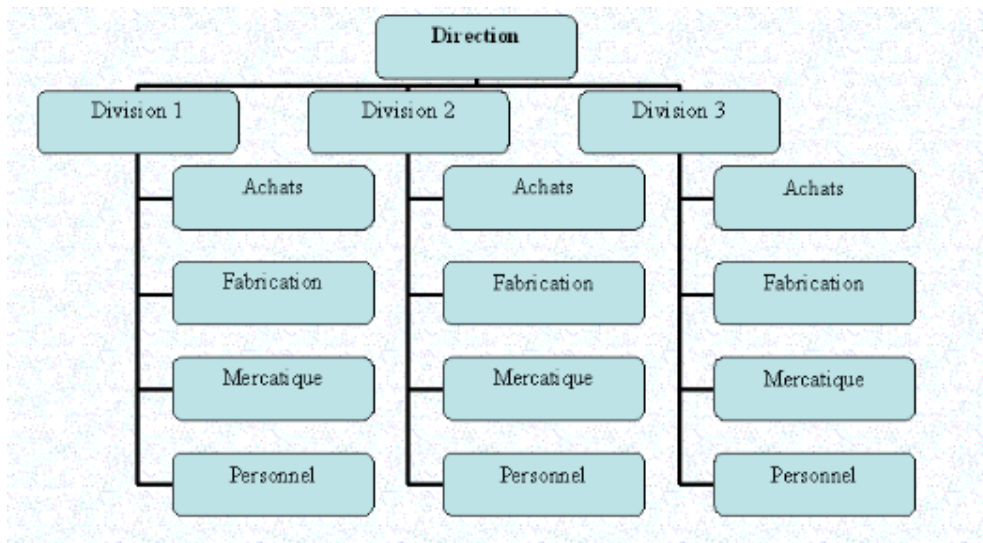 Direction
Division 1
Division 2
Division 3
Achats
Achats
Achats
Fabrication
Fabrication
Fabrication
Mercatique
Mercatique
Mercatique
Personnel
Personnel
Personnel